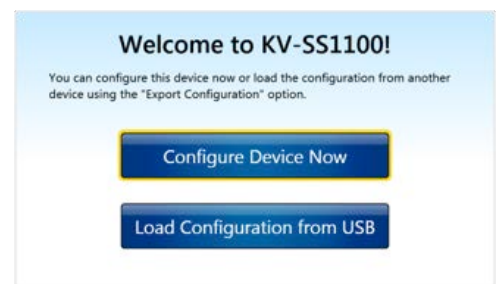 Welcome to KV-SS1100!
You can configure this device now or load the configuration from another
device using the "Export Configuration" option.
Configure Device Now
Load Configuration from USB